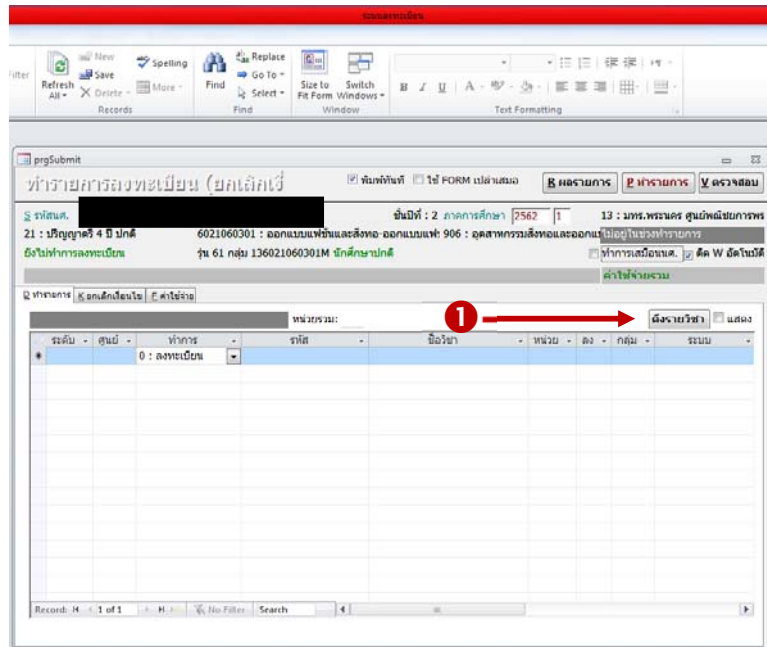 ระบบลงทะเบียน
New Spelling Replace
Filter Refresh All Save Find Go To Size to Fit Form Switch Windows
Delete More Select B I U A
Records Find Window Text Formatting
prgSubmit
ทำรายการลงทะเบียน (ยกเลิกเงื่ พิมพ์ทันที ใช้ FORM เปล่าเสมอ R ผลรายการ P ทำรายการ V ตรวจสอบ
S รหัสนศ. ชั้นปีที่ : 2 ภาคการศึกษา 2562 1 13 : มทร.พระนคร ศูนย์พณิชยการพร
21 : ปริญญาตรี 4 ปี ปกติ 6021060301 : ออกแบบแฟชั่นและสิ่งทอ-ออกแบบแฟ: 906 : อุตสาหกรรมสิ่งทอและออกแ ไม่อยู่ในช่วงทำรายการ
ยังไม่ทำการลงทะเบียน รุ่น 61 กลุ่ม 136021060301M นักศึกษาปกติ ทำการเสมือนนศ. ติด W อัตโนมัติ
ค่าใช้จ่ายรวม
D ทำรายการ K ยกเลิกเงื่อนไข F ค่าใช้จ่าย
หน่วยรวม: 1 ดึงรายวิชา แสดง
ระดับ ศูนย์ ทำการ รหัส ชื่อวิชา หน่วย ลง กลุ่ม ระบบ
0 : ลงทะเบียน
Record: 1 of 1 No Filter Search